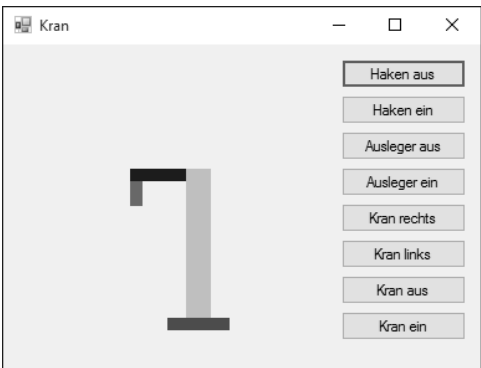 Kran
Haken aus
Haken ein
Ausleger aus
Ausleger ein
Kran rechts
Kran links
Kran aus
Kran ein